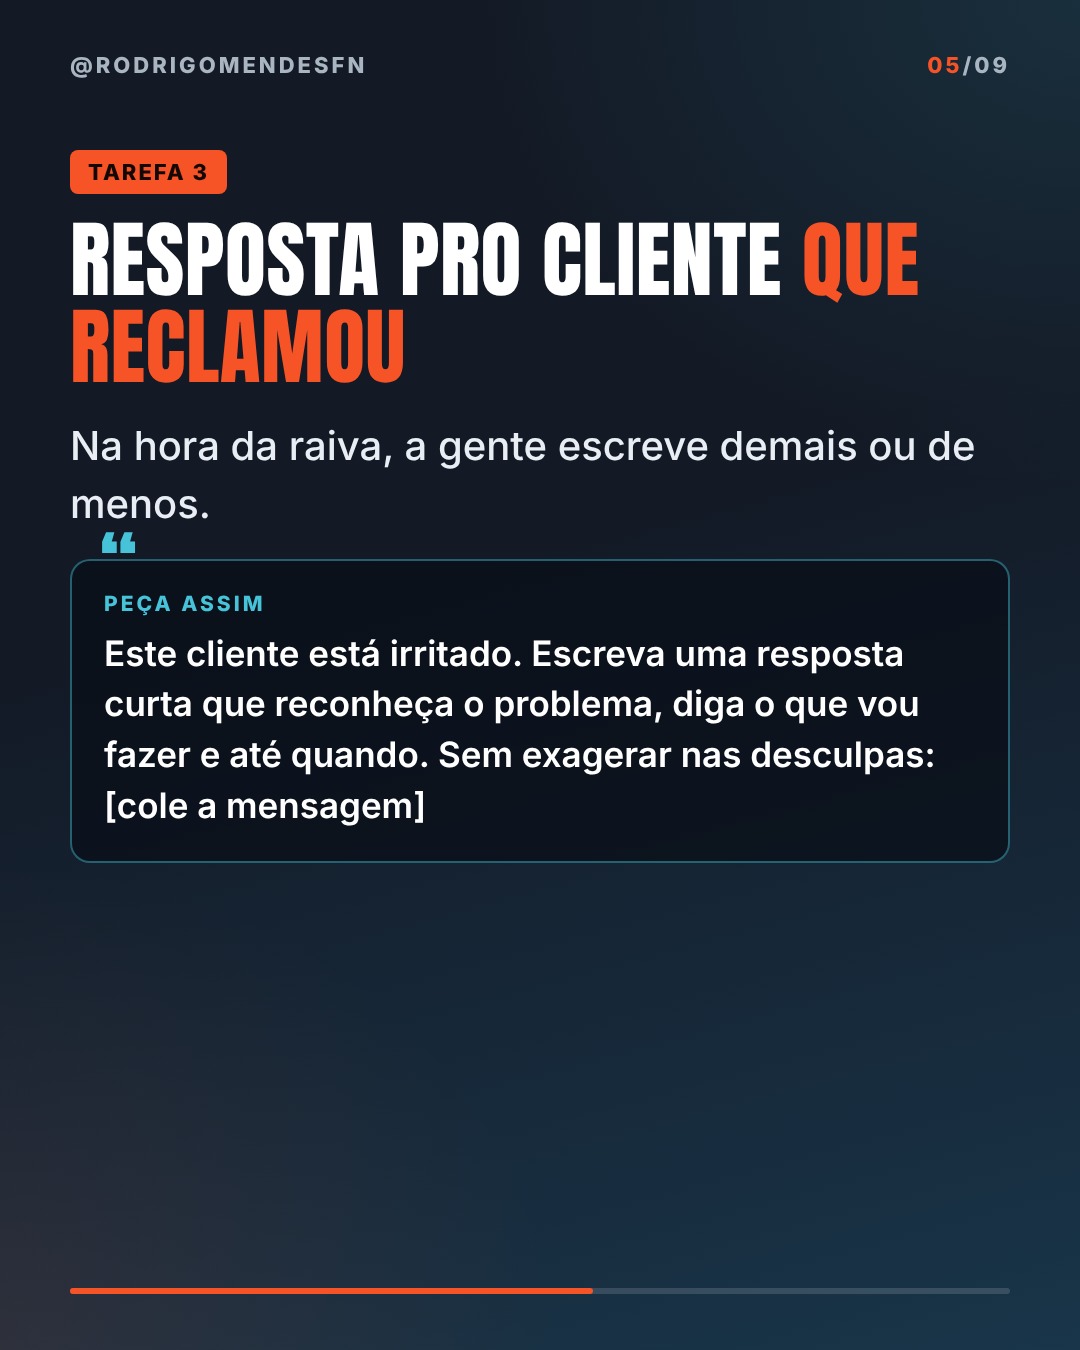 @RODRIGOMENDESFN
05/09
TAREFA 3
RESPOSTA PRO CLIENTE QUE
RECLAMOU
Na hora da raiva, a gente escreve demais ou de
menos.
❝
PEÇA ASSIM
Este cliente está irritado. Escreva uma resposta
curta que reconheça o problema, diga o que vou
fazer e até quando. Sem exagerar nas desculpas:
[cole a mensagem]